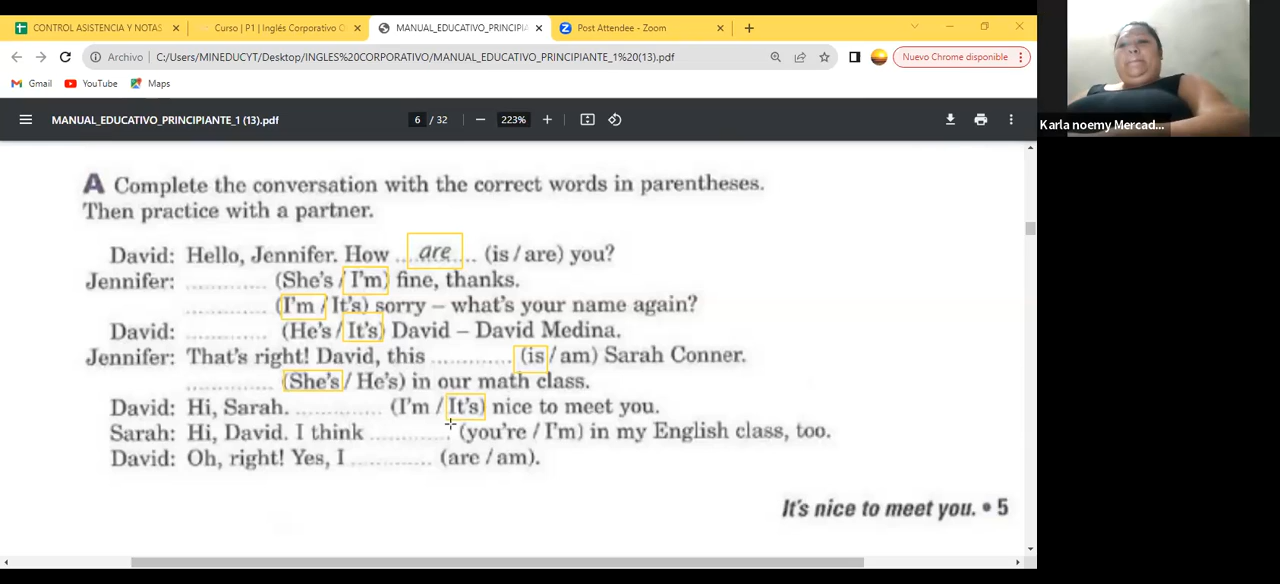 CONTROL ASISTENCIA Y NOTAS
Curso | P1 | Inglés Corporativo O
MANUAL_EDUCATIVO_PRINCIPIA
Post Attendee - Zoom
Archivo
C:/Users/MINEDUCYT/Desktop/INGLES%20CORPORATIVO/MANUAL_EDUCATIVO_PRINCIPIANTE_1%20(13).pdf
Nuevo Chrome disponible
Gmail
YouTube
Maps
MANUAL_EDUCATIVO_PRINCIPIANTE_1 (13).pdf
6 / 32
223%
Karla noemy Mercad...
A Complete the conversation with the correct words in parentheses.
Then practice with a partner.
David: Hello, Jennifer. How ....are.... (is / are) you?
Jennifer: ............ (She's / I'm) fine, thanks.
............ (I'm / It's) sorry – what's your name again?
David: ............ (He's / It's) David – David Medina.
Jennifer: That's right! David, this ............ (is / am) Sarah Conner.
............ (She's / He's) in our math class.
David: Hi, Sarah. ............ (I'm / It's) nice to meet you.
Sarah: Hi, David. I think ............ (you're / I'm) in my English class, too.
David: Oh, right! Yes, I ............ (are / am).
It's nice to meet you. • 5